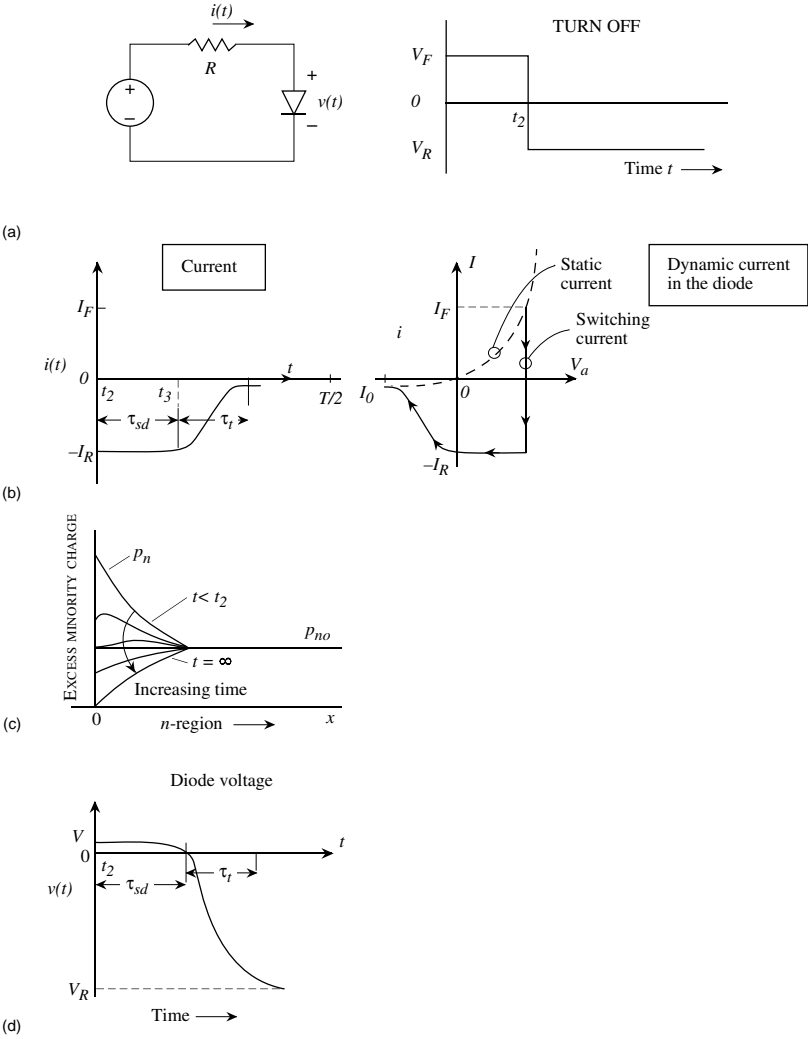 i(t)
R
+
−
+
v(t)
−
TURN OFF
V_F
0
t_2
V_R
Time t
(a)
Current
I_F
i(t)
0
t_2
t_3
t
T/2
τ_sd
τ_t
−I_R
i
I
I_F
Static
current
Switching
current
V_a
I_0
0
−I_R
Dynamic current
in the diode
(b)
EXCESS MINORITY CHARGE
p_n
t< t_2
p_no
t = ∞
Increasing time
0
n-region
x
(c)
Diode voltage
V
0
t_2
t
v(t)
τ_sd
τ_t
V_R
Time
(d)